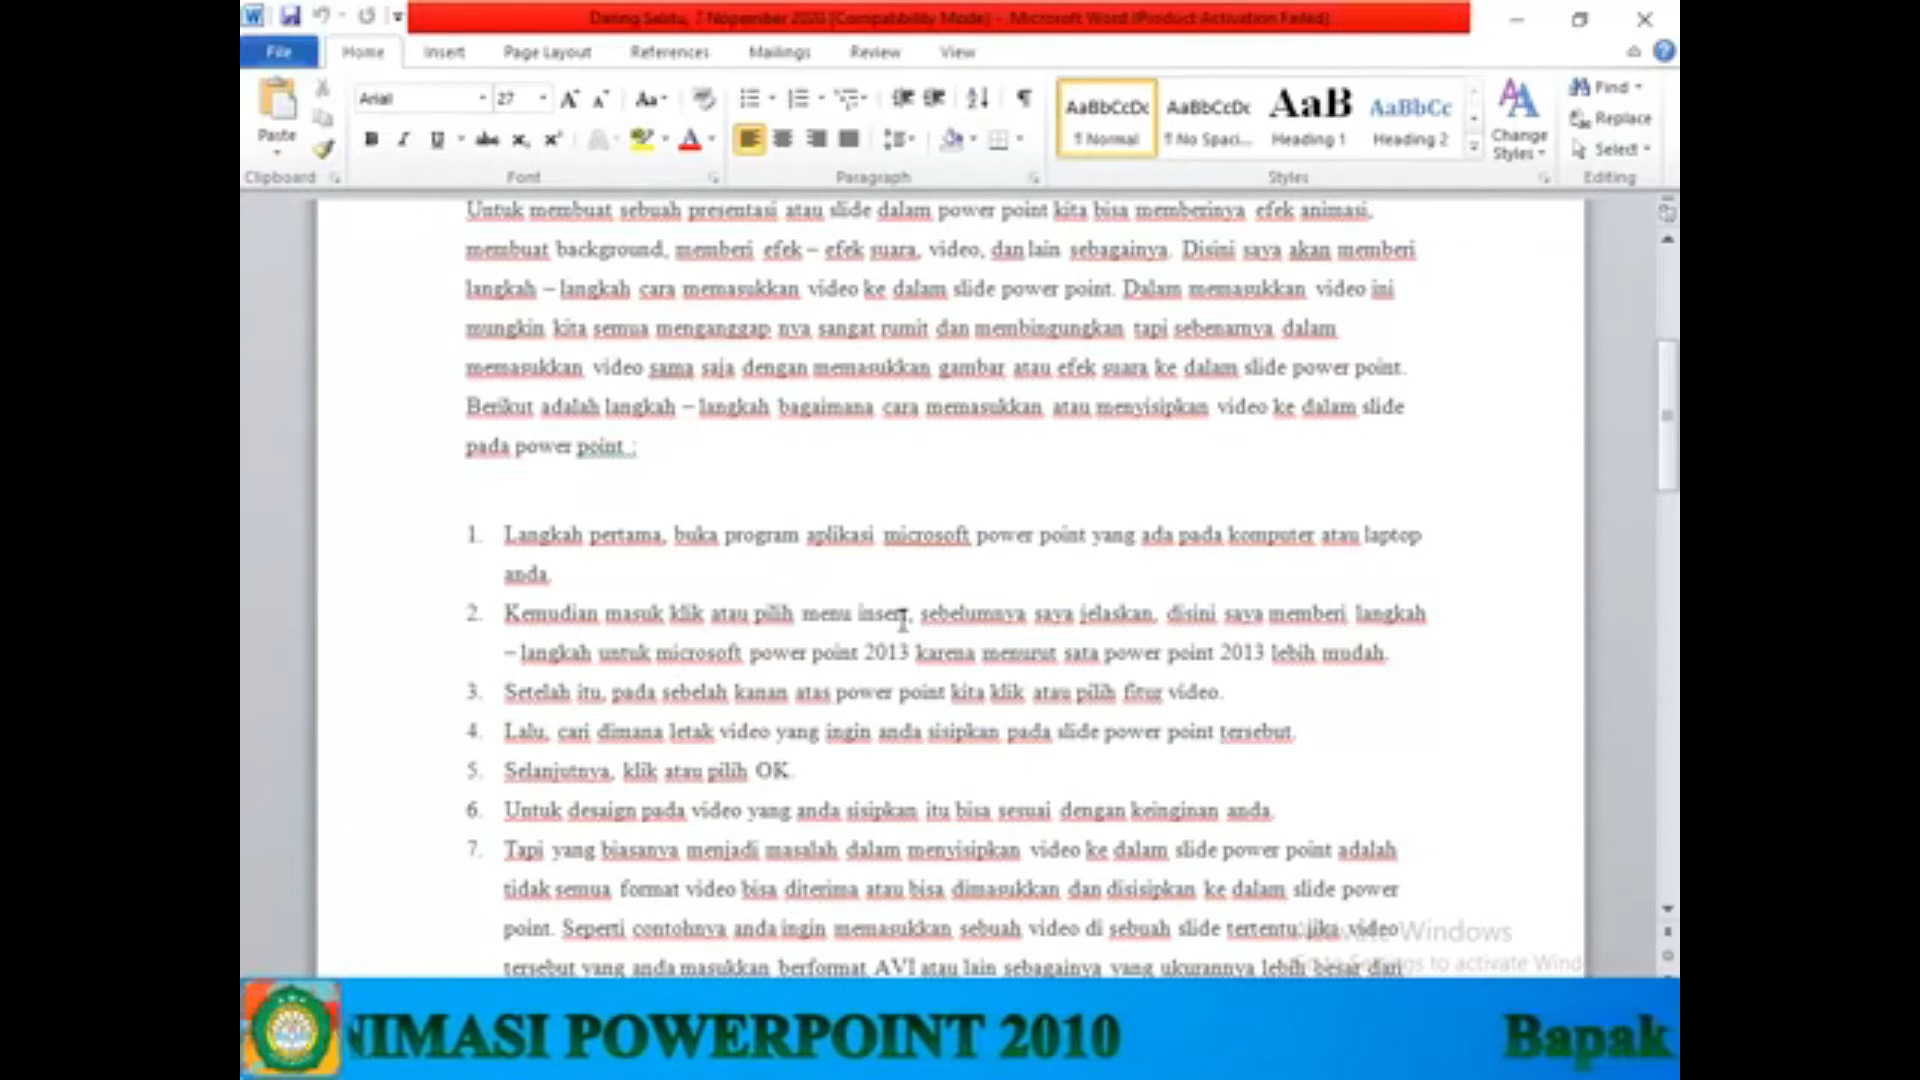 Daring Sabtu, 7 Nopember 2020 [Compatibility Mode] - Microsoft Word (Product Activation Failed)
File Home Insert Page Layout References Mailings Review View
Arial 27
Paste
AaBbCcDc AaBbCcDc AaB AaBbCc
¶ Normal ¶ No Spaci... Heading 1 Heading 2
Change Styles
Find
Replace
Select
Clipboard Font Paragraph Styles Editing
Untuk membuat sebuah presentasi atau slide dalam power point kita bisa memberinya efek animasi,
membuat background, memberi efek – efek suara, video, dan lain sebagainya. Disini saya akan memberi
langkah – langkah cara memasukkan video ke dalam slide power point. Dalam memasukkan video ini
mungkin kita semua menganggap nya sangat rumit dan membingungkan tapi sebenarnya dalam
memasukkan video sama saja dengan memasukkan gambar atau efek suara ke dalam slide power point.
Berikut adalah langkah – langkah bagaimana cara memasukkan atau menyisipkan video ke dalam slide
pada power point :
1. Langkah pertama, buka program aplikasi microsoft power point yang ada pada komputer atau laptop
anda.
2. Kemudian masuk klik atau pilih menu insert, sebelumnya saya jelaskan, disini saya memberi langkah
– langkah untuk microsoft power point 2013 karena menurut sata power point 2013 lebih mudah.
3. Setelah itu, pada sebelah kanan atas power point kita klik atau pilih fitur video.
4. Lalu, cari dimana letak video yang ingin anda sisipkan pada slide power point tersebut.
5. Selanjutnya, klik atau pilih OK.
6. Untuk desaign pada video yang anda sisipkan itu bisa sesuai dengan keinginan anda.
7. Tapi yang biasanya menjadi masalah dalam menyisipkan video ke dalam slide power point adalah
tidak semua format video bisa diterima atau bisa dimasukkan dan disisipkan ke dalam slide power
point. Seperti contohnya anda ingin memasukkan sebuah video di sebuah slide tertentu jika video
tersebut yang anda masukkan berformat AVI atau lain sebagainya yang ukurannya lebih besar dari
Activate Windows
Go to Settings to activate Wind
NIMASI POWERPOINT 2010 Bapak